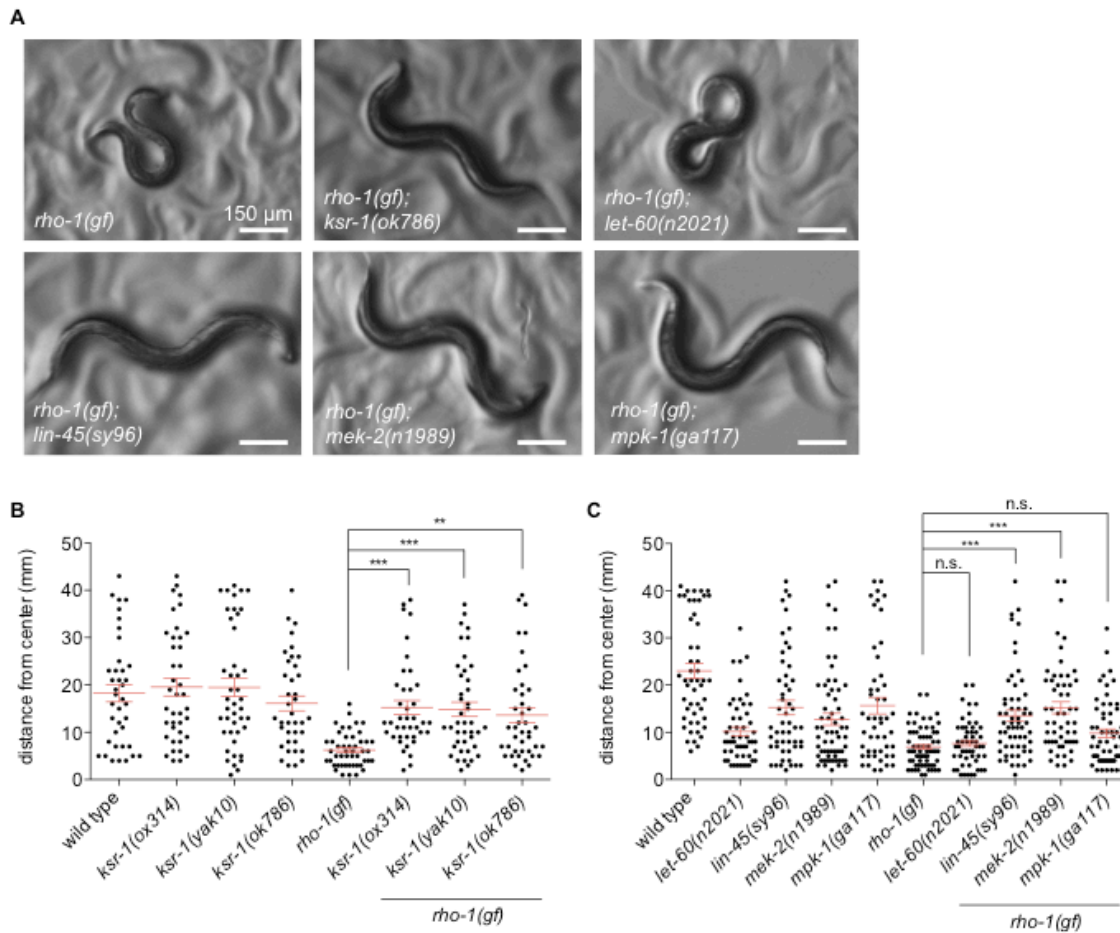 A
rho-1(gf)
150 µm
rho-1(gf);
ksr-1(ok786)
rho-1(gf);
let-60(n2021)
rho-1(gf);
lin-45(sy96)
rho-1(gf);
mek-2(n1989)
rho-1(gf);
mpk-1(ga117)
B
distance from center (mm)
50
40
30
20
10
0
**
***
***
wild type
ksr-1(ox314)
ksr-1(yak10)
ksr-1(ok786)
rho-1(gf)
ksr-1(ox314)
ksr-1(yak10)
ksr-1(ok786)
rho-1(gf)
C
distance from center (mm)
50
40
30
20
10
0
n.s.
***
***
n.s.
wild type
let-60(n2021)
lin-45(sy96)
mek-2(n1989)
mpk-1(ga117)
rho-1(gf)
let-60(n2021)
lin-45(sy96)
mek-2(n1989)
mpk-1(ga117)
rho-1(gf)